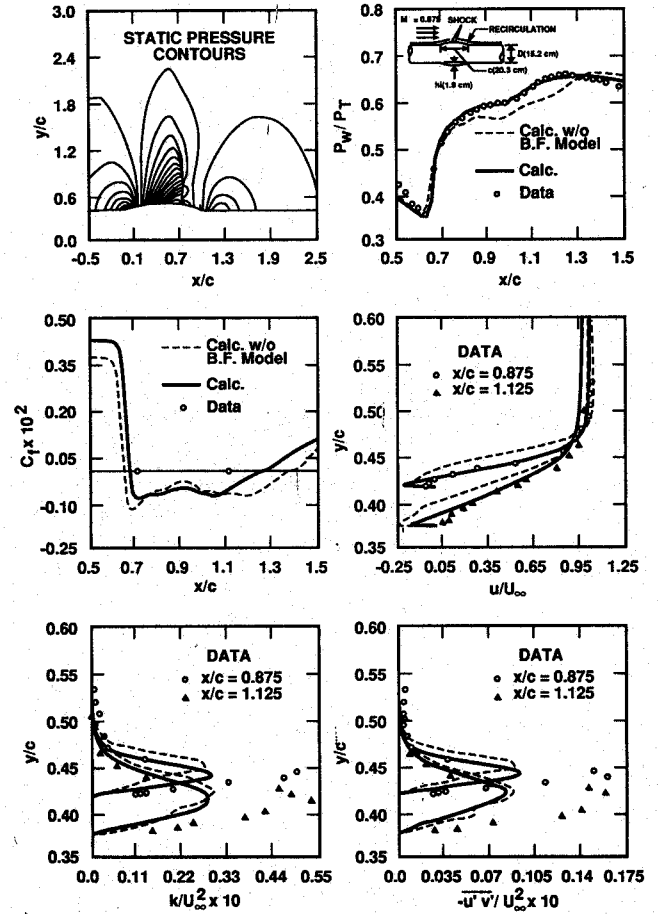 STATIC PRESSURE
CONTOURS
3.0
2.4
1.8
1.2
0.6
0.0
y/c
-0.5 0.1 0.7 1.3 1.9 2.5
x/c
M = 0.875
SHOCK
RECIRCULATION
D(15.2 cm)
D(20.3 cm)
hi(1.9 cm)
0.8
0.7
0.6
0.5
0.4
0.3
Pw/ PT
Calc. w/o
B.F. Model
Calc.
Data
0.5 0.7 0.9 1.1 1.3 1.5
x/c
0.50
0.35
0.20
0.05
-0.10
-0.25
Cf x 10²
Calc. w/o
B.F. Model
Calc.
Data
0.5 0.7 0.9 1.1 1.3 1.5
x/c
0.60
0.55
0.50
0.45
0.40
0.35
y/c
DATA
x/c = 0.875
x/c = 1.125
-0.25 0.05 0.35 0.65 0.95 1.25
u/U∞
0.60
0.55
0.50
0.45
0.40
0.35
y/c
DATA
x/c = 0.875
x/c = 1.125
0.0 0.11 0.22 0.33 0.44 0.55
k/U²∞ x 10
0.60
0.55
0.50
0.45
0.40
0.35
y/c
DATA
x/c = 0.875
x/c = 1.125
0.0 0.035 0.07 0.105 0.14 0.175
-u' v'/ U²∞ x 10